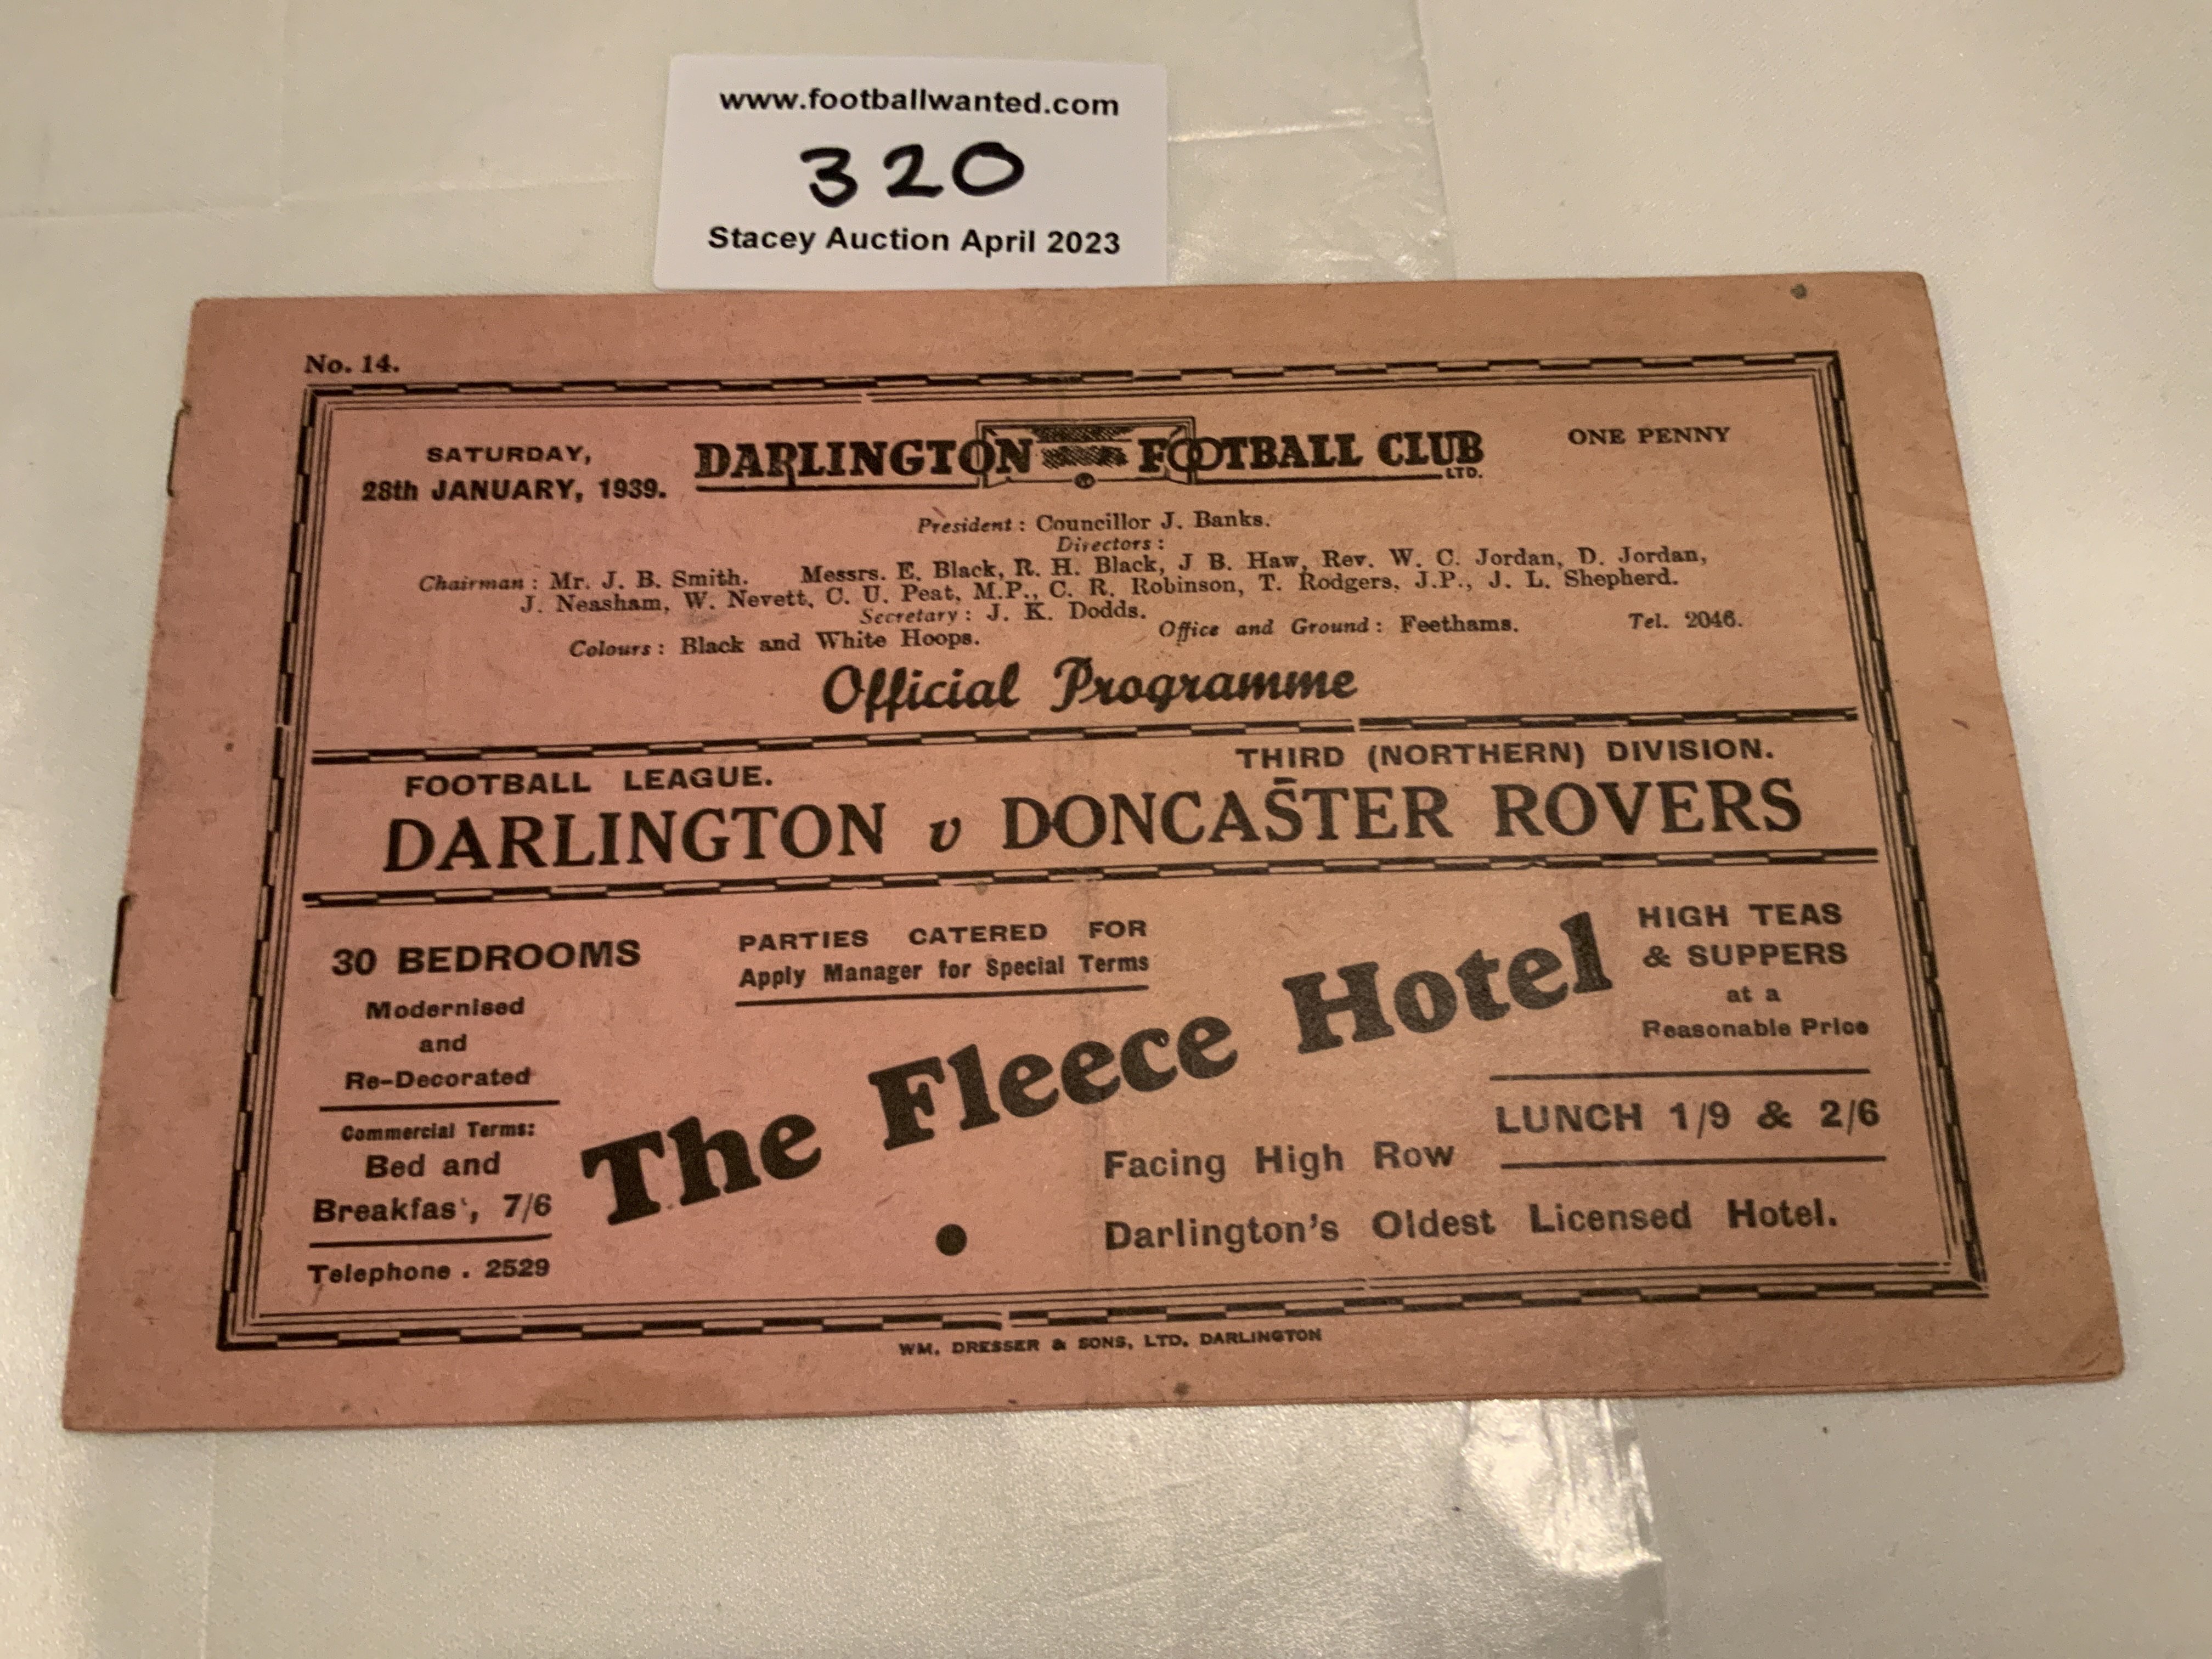 www.footballwanted.com
320
Stacey Auction April 2023
No. 14.
SATURDAY,
28th JANUARY, 1939.
DARLINGTON FOOTBALL CLUB
LTD.
ONE PENNY
President : Councillor J. Banks.
Directors :
Chairman : Mr. J. B. Smith. Messrs. E. Black, R. H. Black, J B. Haw, Rev. W. C. Jordan, D. Jordan,
J. Neasham, W. Nevett, C. U. Peat, M.P., C. R. Robinson, T. Rodgers, J.P., J. L. Shepherd.
Secretary : J. K. Dodds.
Colours : Black and White Hoops. Office and Ground : Feethams. Tel. 2046.
Official Programme
FOOTBALL LEAGUE. THIRD (NORTHERN) DIVISION.
DARLINGTON v DONCASTER ROVERS
30 BEDROOMS
Modernised
and
Re-Decorated
Commercial Terms:
Bed and
Breakfas', 7/6
Telephone . 2529
PARTIES CATERED FOR
Apply Manager for Special Terms
The Fleece Hotel
HIGH TEAS
& SUPPERS
at a
Reasonable Price
LUNCH 1/9 & 2/6
Facing High Row
Darlington's Oldest Licensed Hotel.
WM. DRESSER & SONS, LTD. DARLINGTON